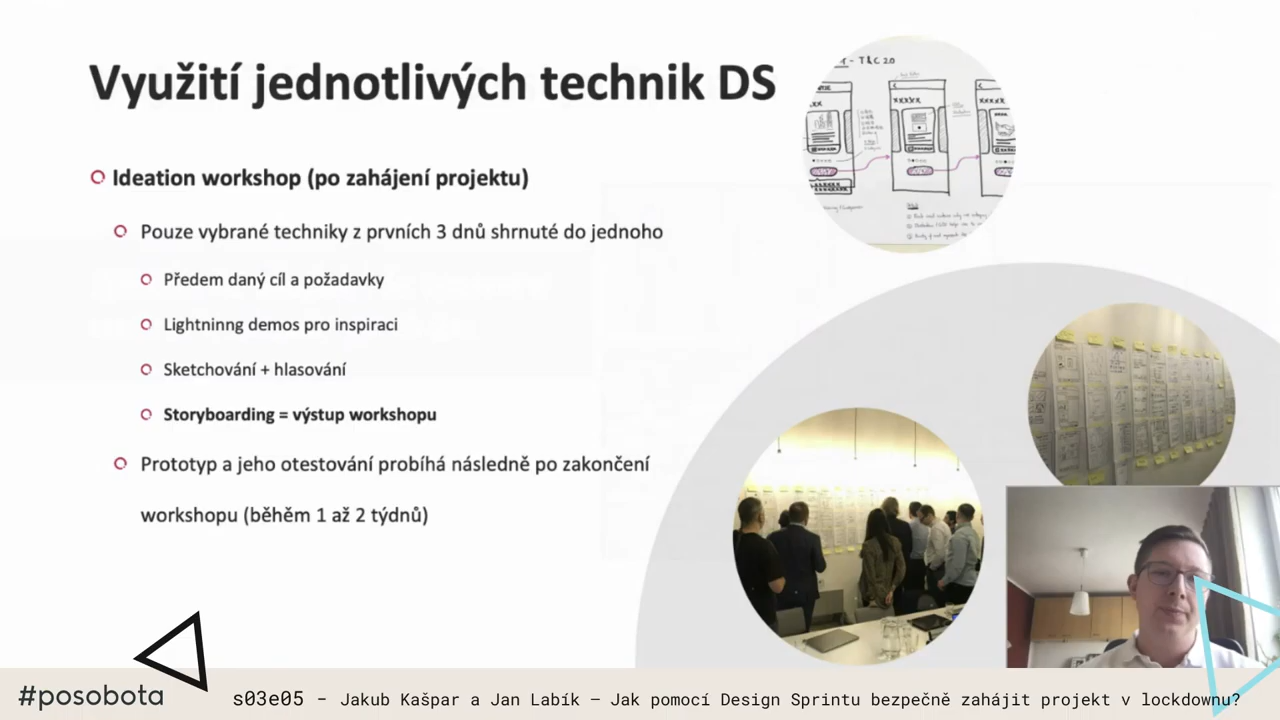 Využití jednotlivých technik DS
- TLC 2.0
Ideation workshop (po zahájení projektu)
Pouze vybrané techniky z prvních 3 dnů shrnuté do jednoho
Předem daný cíl a požadavky
Lightninng demos pro inspiraci
Sketchování + hlasování
Storyboarding = výstup workshopu
Prototyp a jeho otestování probíhá následně po zakončení
workshopu (během 1 až 2 týdnů)
#posobota
s03e05 – Jakub Kašpar a Jan Labík – Jak pomocí Design Sprintu bezpečně zahájit projekt v lockdownu?